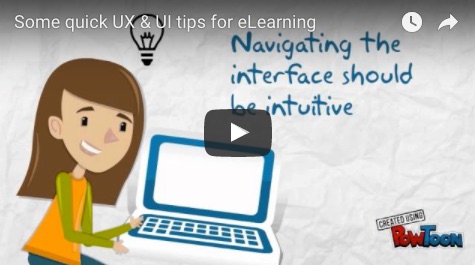 Some quick UX & UI tips for eLearning
Navigating the
interface should
be intuitive
CREATED USING
POWTOON